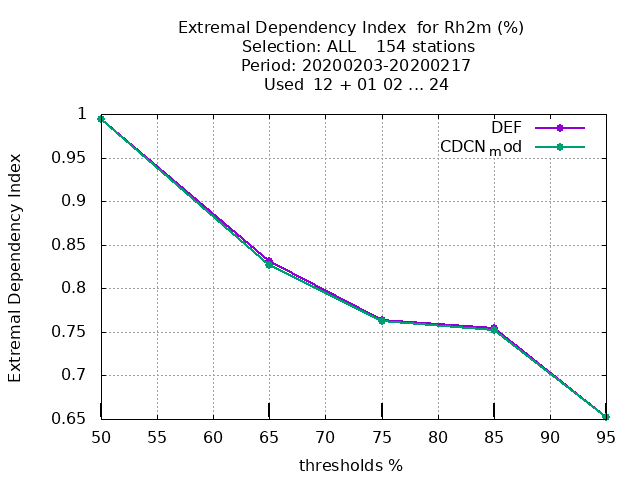 Extremal Dependency Index  for Rh2m (%)
Selection: ALL    154 stations
Period: 20200203-20200217
Used  12 + 01 02 ... 24
DEF
CDCN_mod
Extremal Dependency Index
1
0.95
0.9
0.85
0.8
0.75
0.7
0.65
50 55 60 65 70 75 80 85 90 95
thresholds %